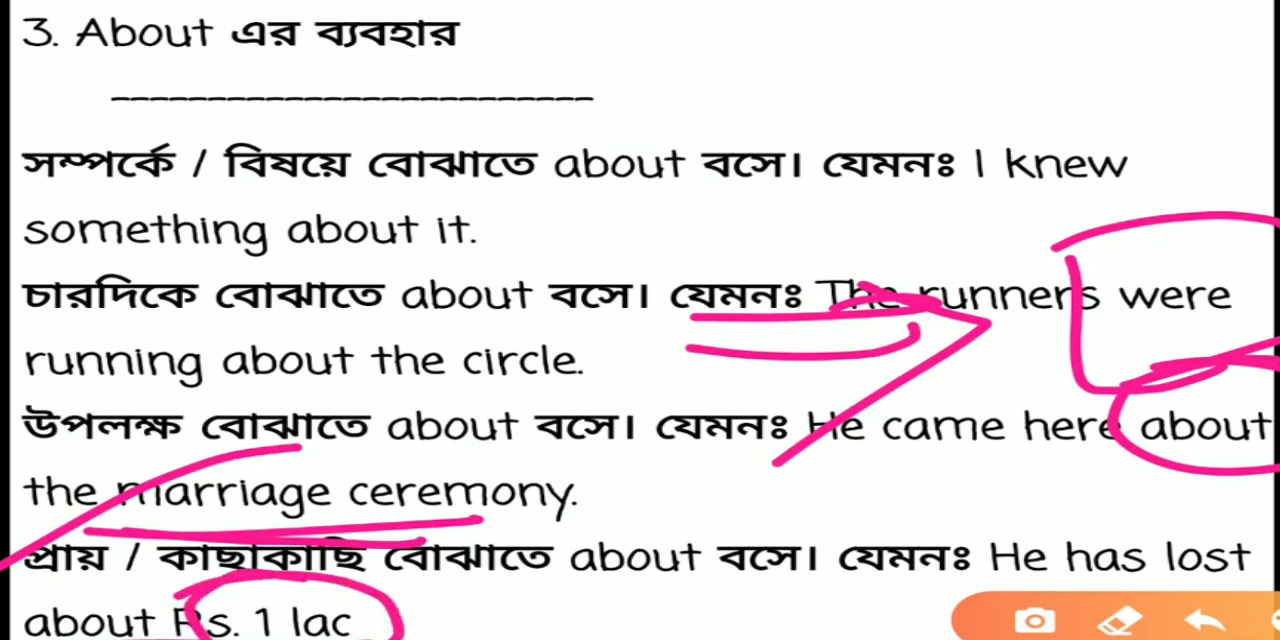 3. About এর ব্যবহার
-------------------------
সম্পর্কে / বিষয়ে বোঝাতে about বসে। যেমনঃ I knew
something about it.
চারদিকে বোঝাতে about বসে। যেমনঃ The runners were
running about the circle.
উপলক্ষ বোঝাতে about বসে। যেমনঃ He came here about
the marriage ceremony.
প্রায় / কাছাকাছি বোঝাতে about বসে। যেমনঃ He has lost
about Rs. 1 lac